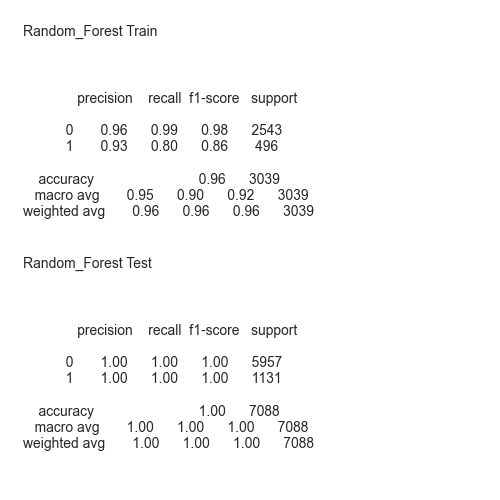 Random_Forest Train
precision recall f1-score support
0 0.96 0.99 0.98 2543
1 0.93 0.80 0.86 496
accuracy 0.96 3039
macro avg 0.95 0.90 0.92 3039
weighted avg 0.96 0.96 0.96 3039
Random_Forest Test
precision recall f1-score support
0 1.00 1.00 1.00 5957
1 1.00 1.00 1.00 1131
accuracy 1.00 7088
macro avg 1.00 1.00 1.00 7088
weighted avg 1.00 1.00 1.00 7088